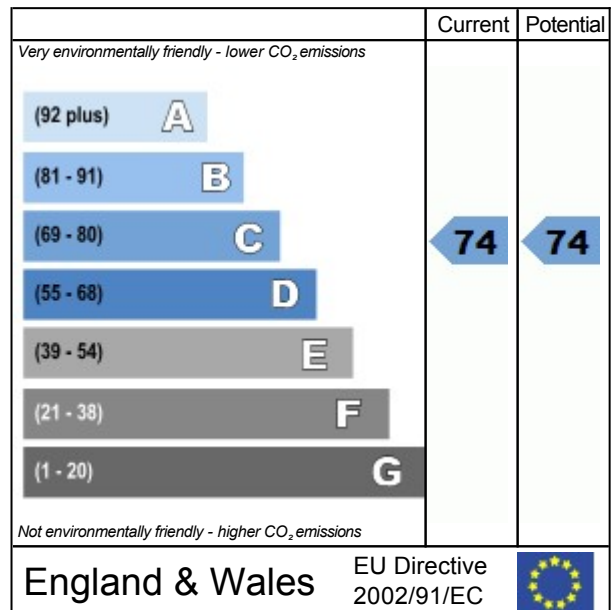 Current Potential
Very environmentally friendly - lower CO₂ emissions
(92 plus) A
(81 - 91) B
(69 - 80) C 74 74
(55 - 68) D
(39 - 54) E
(21 - 38) F
(1 - 20) G
Not environmentally friendly - higher CO₂ emissions
England & Wales
EU Directive
2002/91/EC